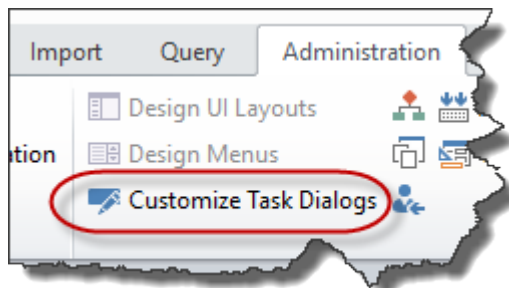 Import Query Administration
Design UI Layouts
ation Design Menus
Customize Task Dialogs